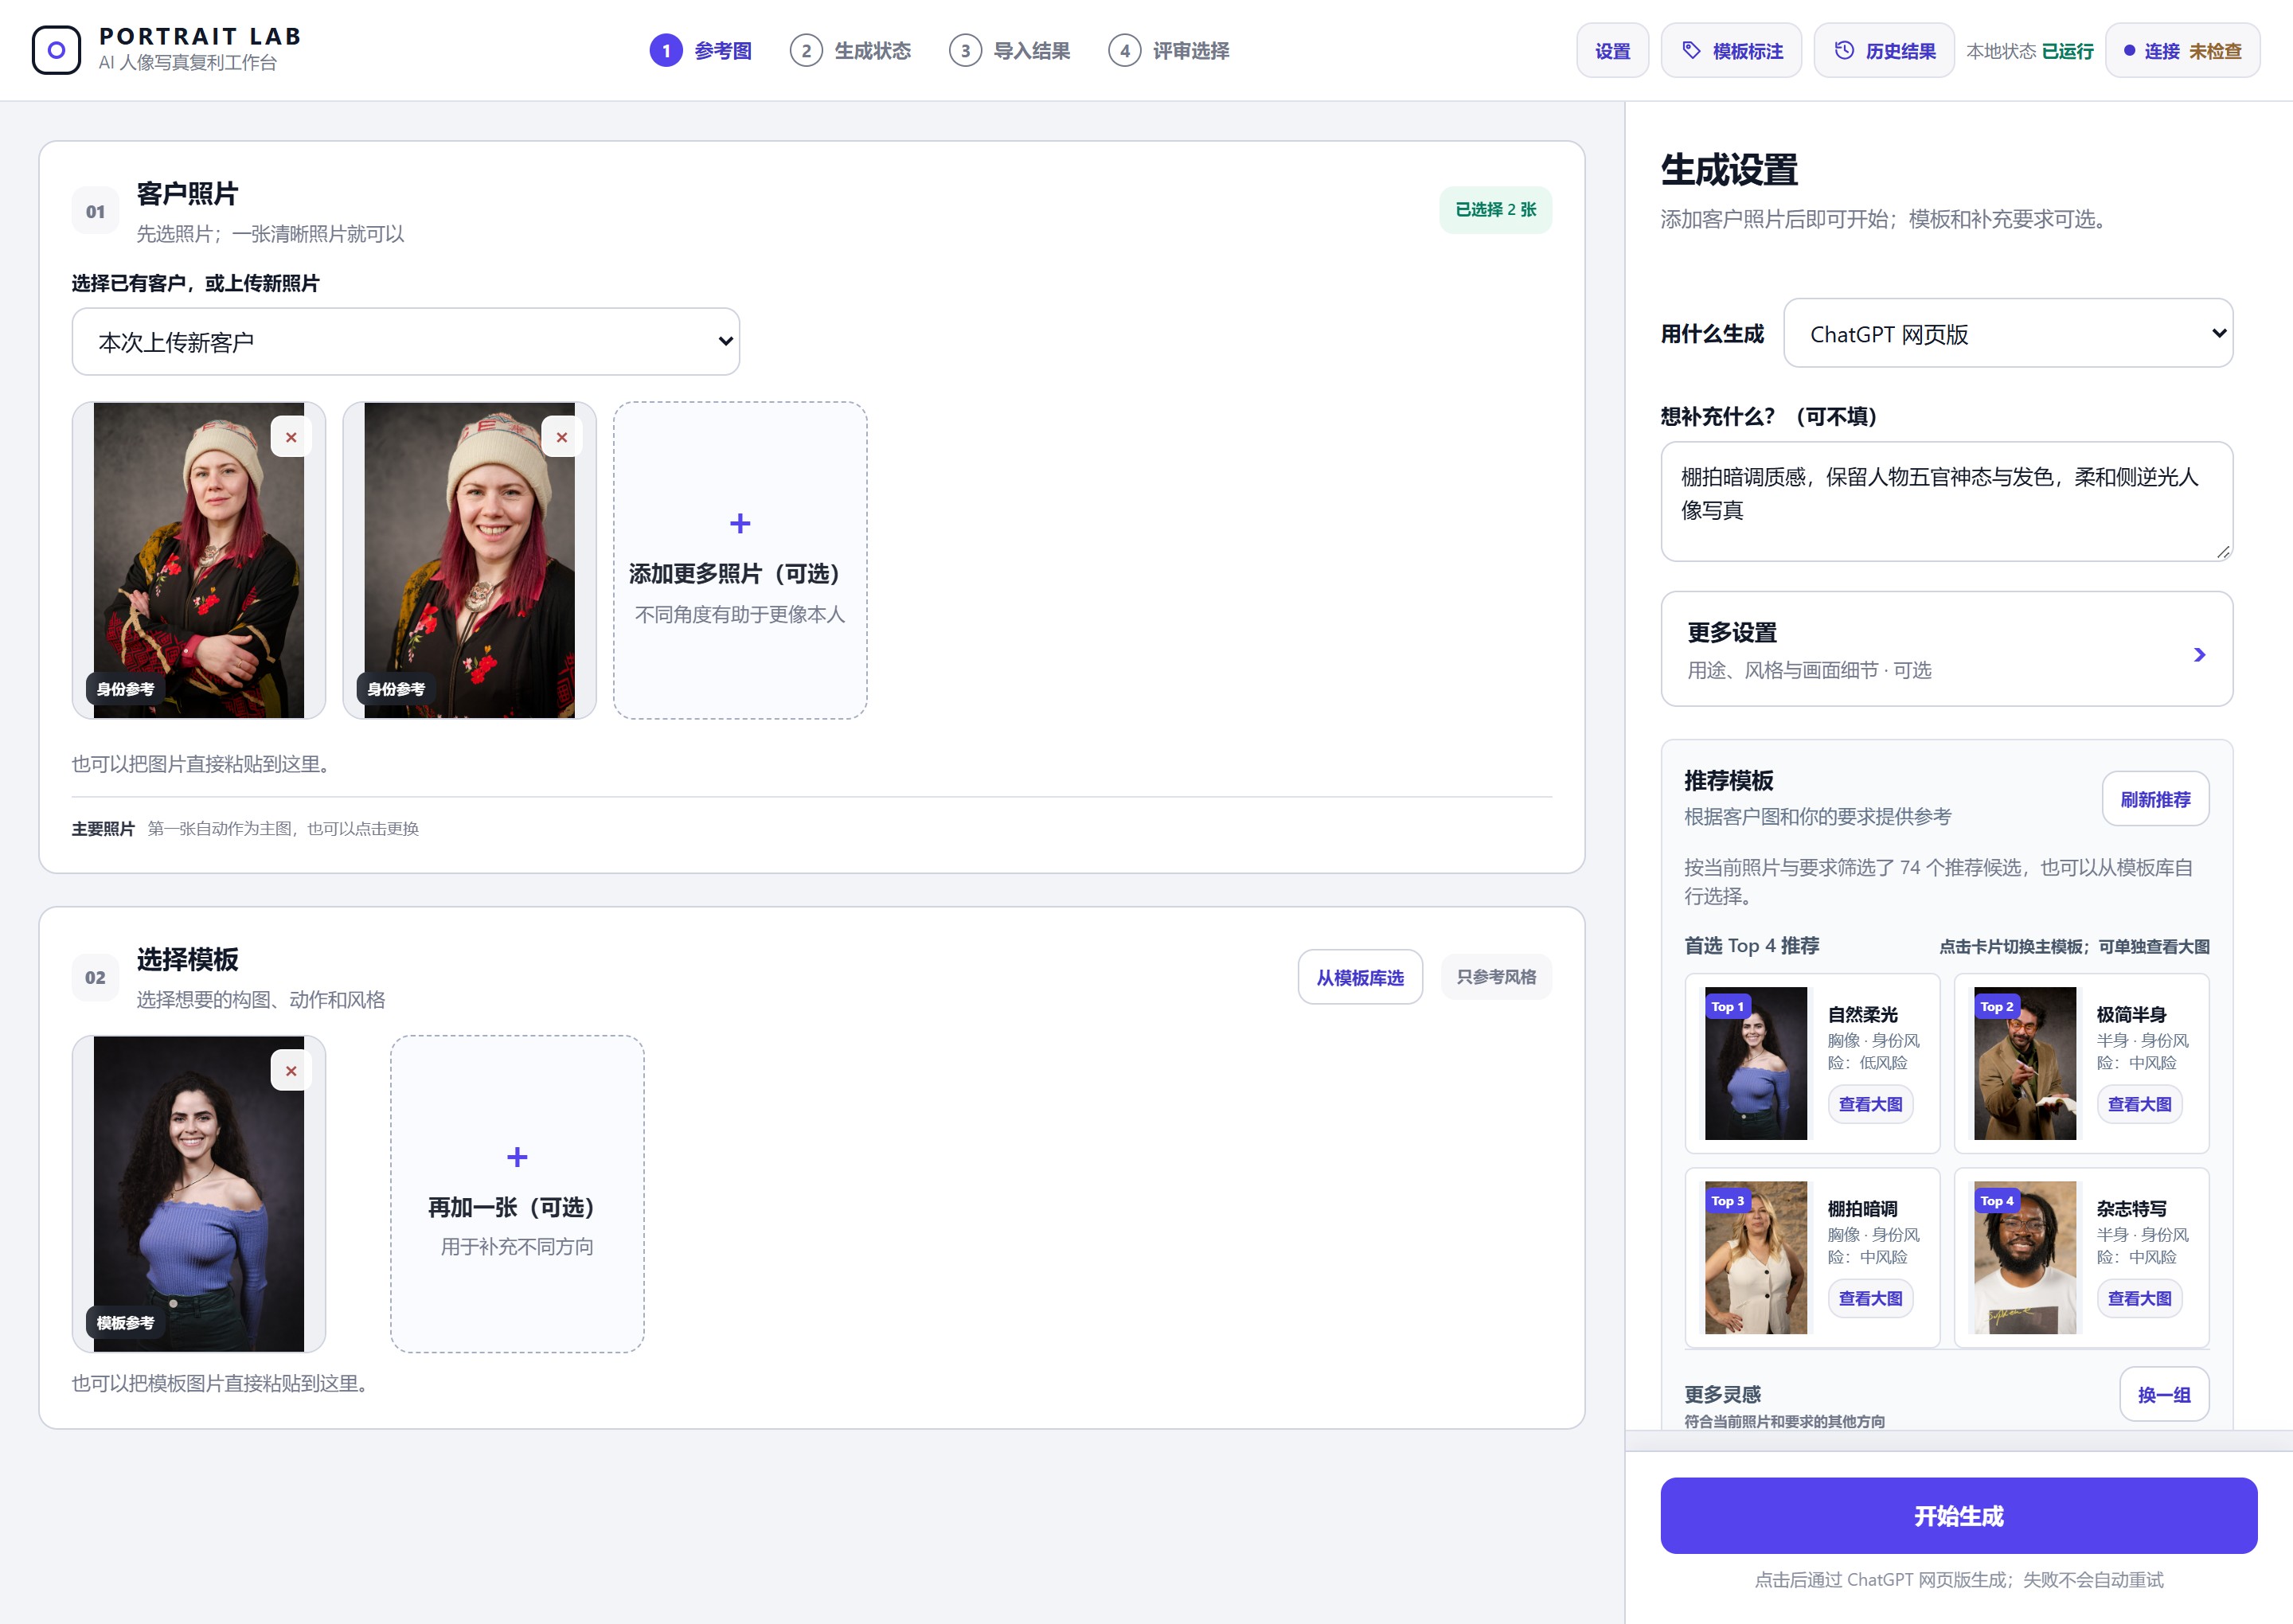 PORTRAIT LAB
AI 人像写真复利工作台
1 参考图
2 生成状态
3 导入结果
4 评审选择
设置
模板标注
历史结果
本地状态 已运行
连接 未检查
01
客户照片
先选照片；一张清晰照片就可以
已选择 2 张
选择已有客户，或上传新照片
本次上传新客户
×
身份参考
×
身份参考
+
添加更多照片（可选）
不同角度有助于更像本人
也可以把图片直接粘贴到这里。
主要照片 第一张自动作为主图，也可以点击更换
02
选择模板
选择想要的构图、动作和风格
从模板库选
只参考风格
×
模板参考
+
再加一张（可选）
用于补充不同方向
也可以把模板图片直接粘贴到这里。
生成设置
添加客户照片后即可开始；模板和补充要求可选。
用什么生成
ChatGPT 网页版
想补充什么？（可不填）
棚拍暗调质感，保留人物五官神态与发色，柔和侧逆光人
像写真
更多设置
用途、风格与画面细节 · 可选
推荐模板
根据客户图和你的要求提供参考
刷新推荐
按当前照片与要求筛选了 74 个推荐候选，也可以从模板库自
行选择。
首选 Top 4 推荐
点击卡片切换主模板；可单独查看大图
Top 1
自然柔光
胸像 · 身份风
险：低风险
查看大图
Top 2
极简半身
半身 · 身份风
险：中风险
查看大图
Top 3
棚拍暗调
胸像 · 身份风
险：中风险
查看大图
Top 4
杂志特写
半身 · 身份风
险：中风险
查看大图
更多灵感
符合当前照片和要求的其他方向
换一组
开始生成
点击后通过 ChatGPT 网页版生成；失败不会自动重试